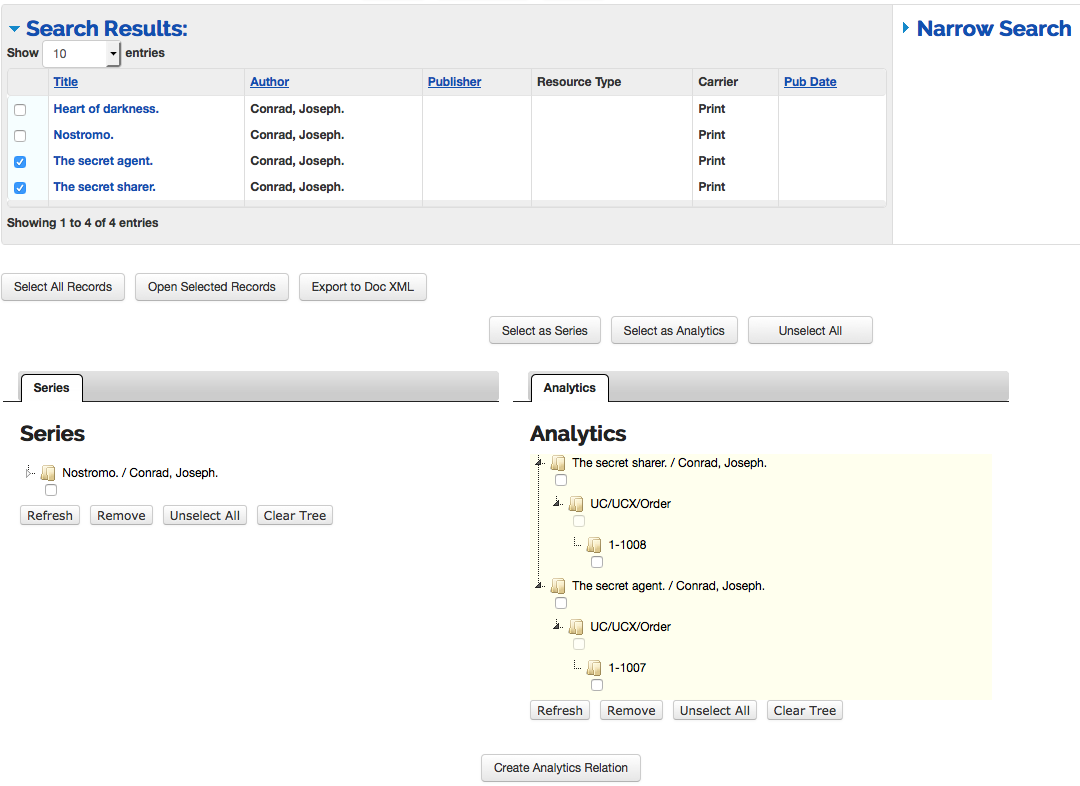 Search Results:
Narrow Search
Show 10 entries
Title Author Publisher Resource Type Carrier Pub Date
Heart of darkness. Conrad, Joseph. Print
Nostromo. Conrad, Joseph. Print
The secret agent. Conrad, Joseph. Print
The secret sharer. Conrad, Joseph. Print
Showing 1 to 4 of 4 entries
Select All Records Open Selected Records Export to Doc XML
Select as Series Select as Analytics Unselect All
Series
Series
Nostromo. / Conrad, Joseph.
Refresh Remove Unselect All Clear Tree
Analytics
Analytics
The secret sharer. / Conrad, Joseph.
UC/UCX/Order
1-1008
The secret agent. / Conrad, Joseph.
UC/UCX/Order
1-1007
Refresh Remove Unselect All Clear Tree
Create Analytics Relation